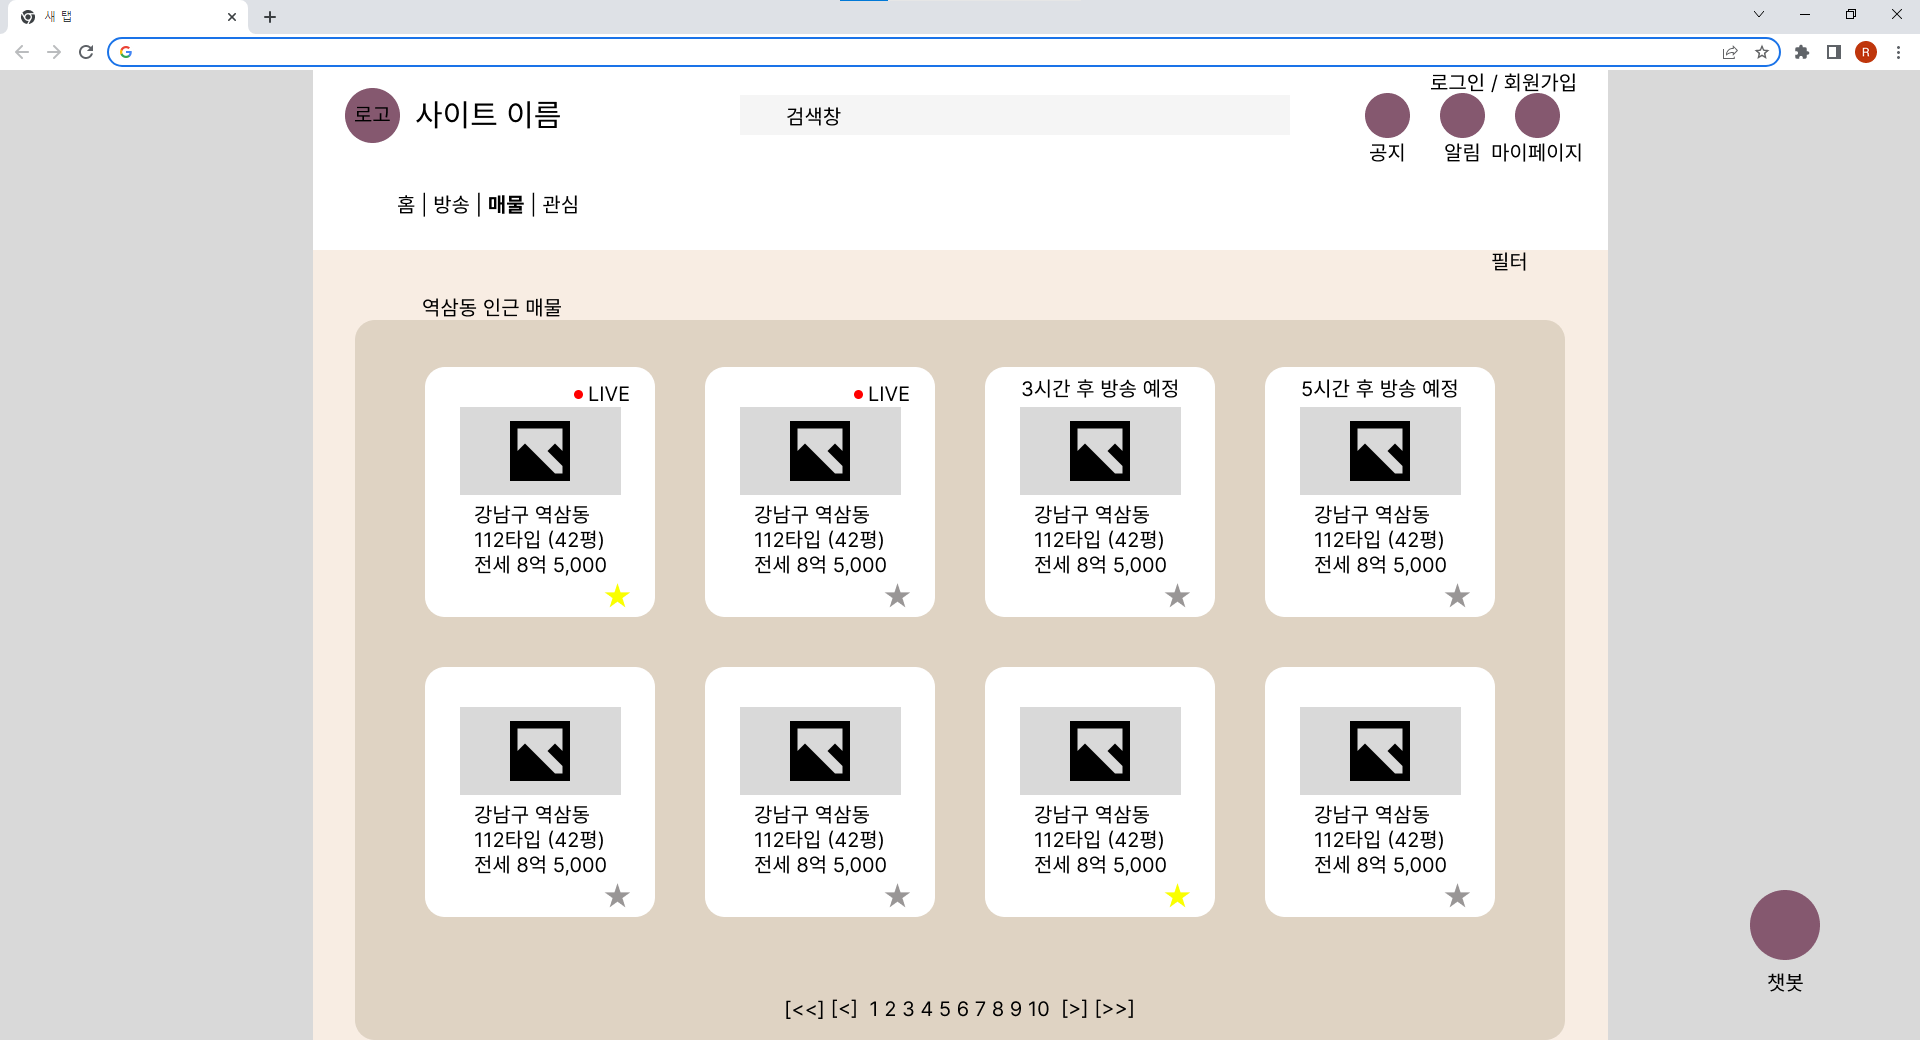 새 탭
R
로그인 / 회원가입
로고 사이트 이름
검색창
공지 알림 마이페이지
홈 | 방송 | 매물 | 관심
필터
역삼동 인근 매물
LIVE
강남구 역삼동
112타입 (42평)
전세 8억 5,000
LIVE
강남구 역삼동
112타입 (42평)
전세 8억 5,000
3시간 후 방송 예정
강남구 역삼동
112타입 (42평)
전세 8억 5,000
5시간 후 방송 예정
강남구 역삼동
112타입 (42평)
전세 8억 5,000
강남구 역삼동
112타입 (42평)
전세 8억 5,000
강남구 역삼동
112타입 (42평)
전세 8억 5,000
강남구 역삼동
112타입 (42평)
전세 8억 5,000
강남구 역삼동
112타입 (42평)
전세 8억 5,000
챗봇
[<<] [<] 1 2 3 4 5 6 7 8 9 10 [>] [>>]